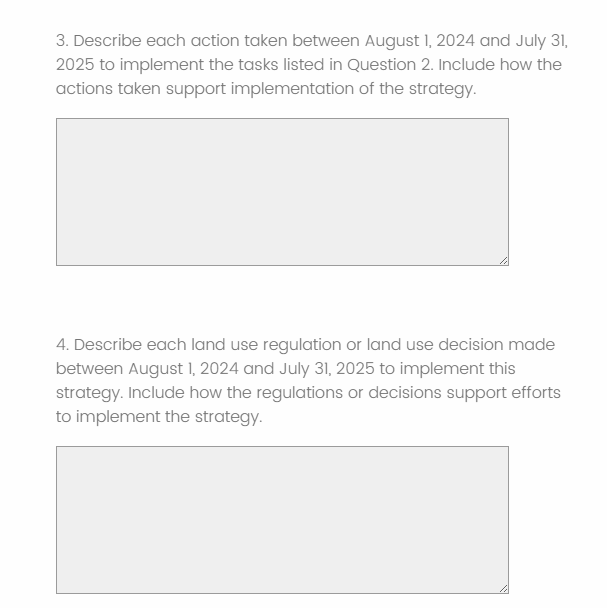 3. Describe each action taken between August 1, 2024 and July 31,
2025 to implement the tasks listed in Question 2. Include how the
actions taken support implementation of the strategy.
4. Describe each land use regulation or land use decision made
between August 1, 2024 and July 31, 2025 to implement this
strategy. Include how the regulations or decisions support efforts
to implement the strategy.